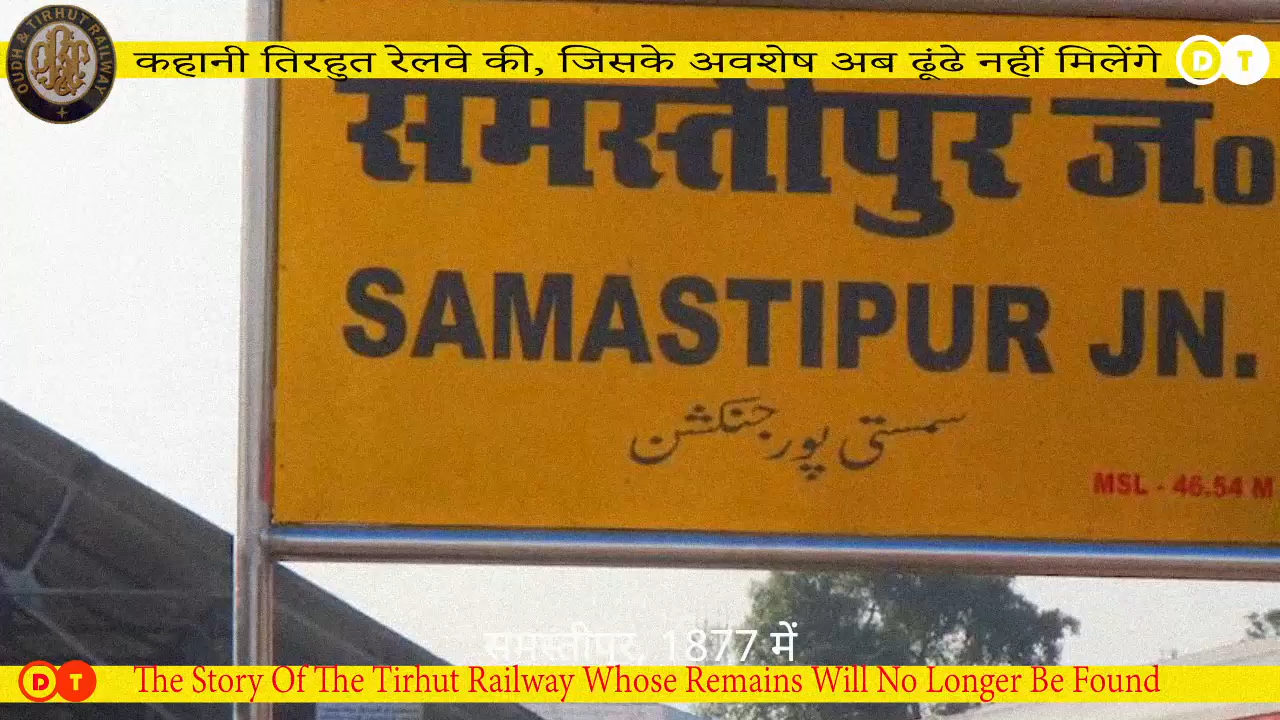 OUDH & TIRHUT RAILWAY
कहानी तिरहुत रेलवे की, जिसके अवशेष अब ढूंढे नहीं मिलेंगे
D T
समस्तीपुर जं०
SAMASTIPUR JN.
سمستی پور جنکشن
MSL - 46.54 M
समस्तीपुर, 1877 में
D T
The Story Of The Tirhut Railway Whose Remains Will No Longer Be Found